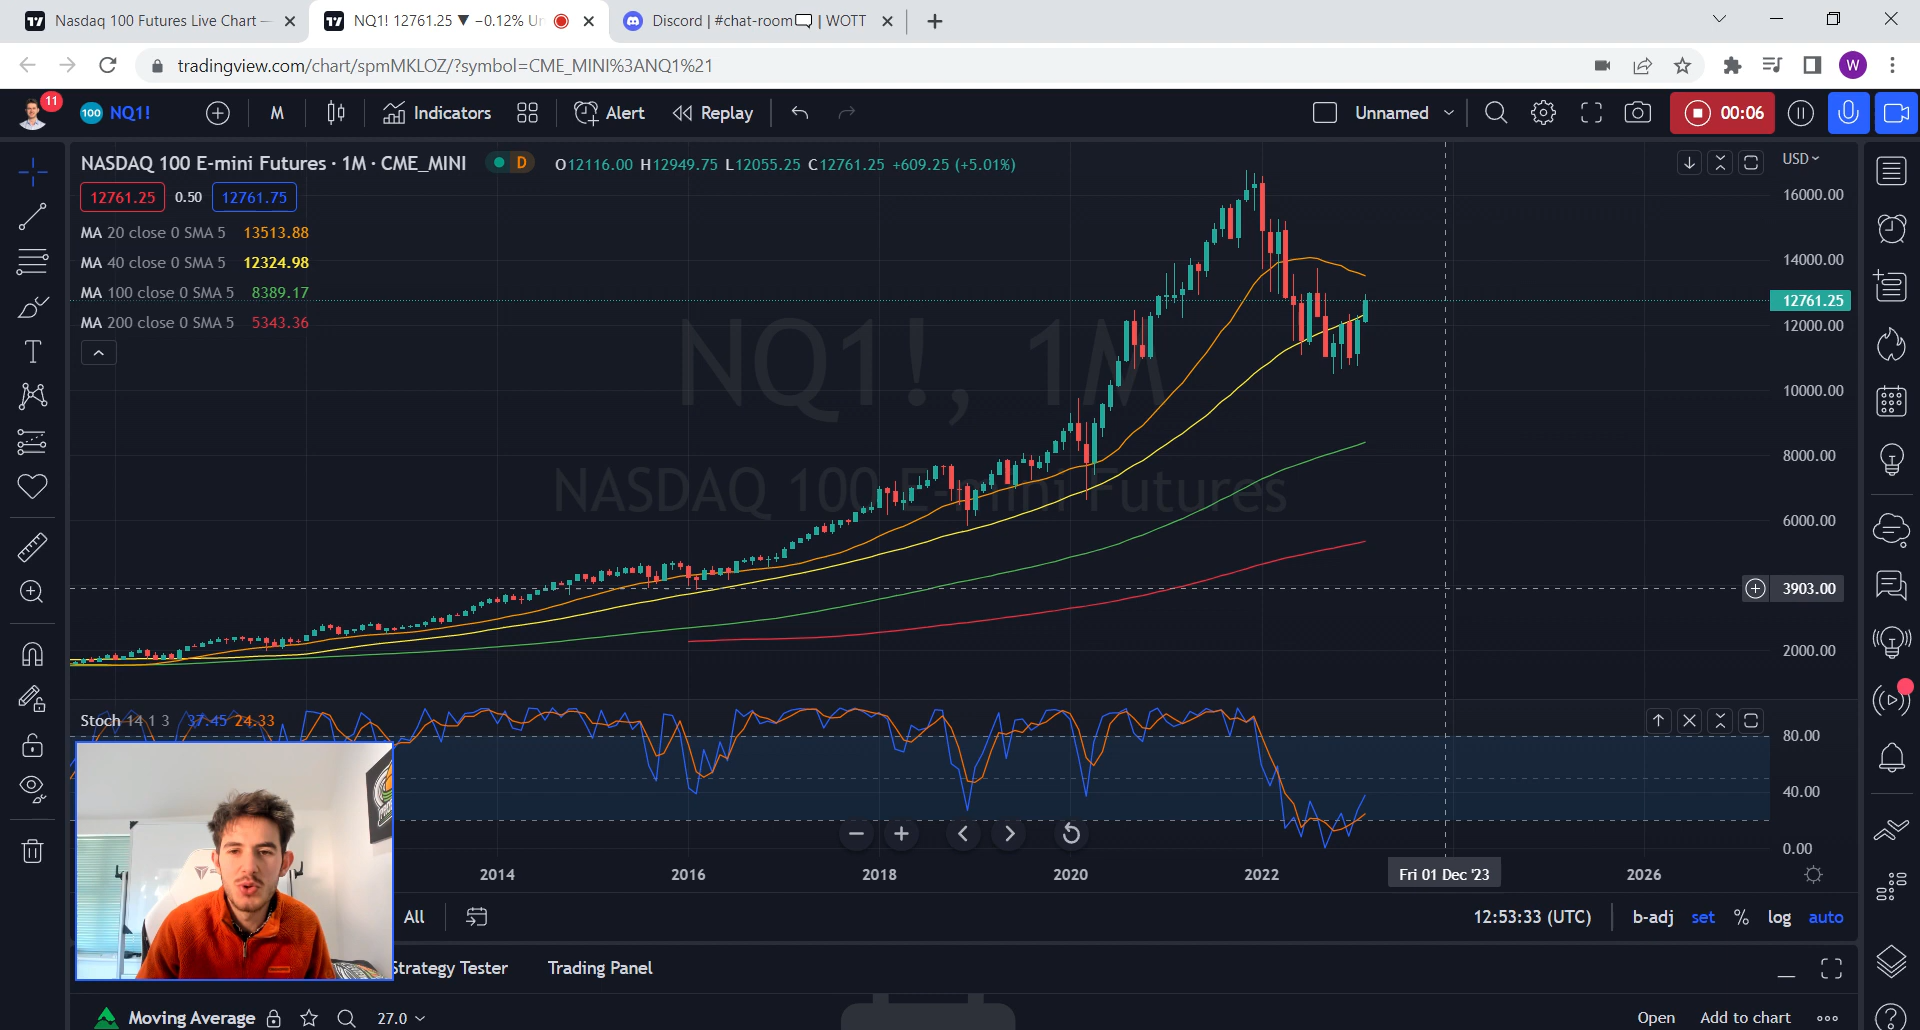 Nasdaq 100 Futures Live Chart —
NQ1! 12761.25 ▼ −0.12% Un
Discord | #chat-room | WOTT
tradingview.com/chart/spmMKLOZ/?symbol=CME_MINI%3ANQ1%21
W
11
100 NQ1!
M
Indicators
Alert
Replay
Unnamed
00:06
NASDAQ 100 E-mini Futures · 1M · CME_MINI
D
O12116.00 H12949.75 L12055.25 C12761.25 +609.25 (+5.01%)
USD
12761.25 0.50 12761.75
MA 20 close 0 SMA 5 13513.88
MA 40 close 0 SMA 5 12324.98
MA 100 close 0 SMA 5 8389.17
MA 200 close 0 SMA 5 5343.36
NQ1!, 1M
NASDAQ 100 E-mini Futures
16000.00
14000.00
12761.25
12000.00
10000.00
8000.00
6000.00
3903.00
2000.00
Stoch 14 1 3 37.45 24.33
80.00
40.00
0.00
2014
2016
2018
2020
2022
Fri 01 Dec '23
2026
All
12:53:33 (UTC)
b-adj
set
%
log
auto
Strategy Tester
Trading Panel
Moving Average
27.0
Open
Add to chart